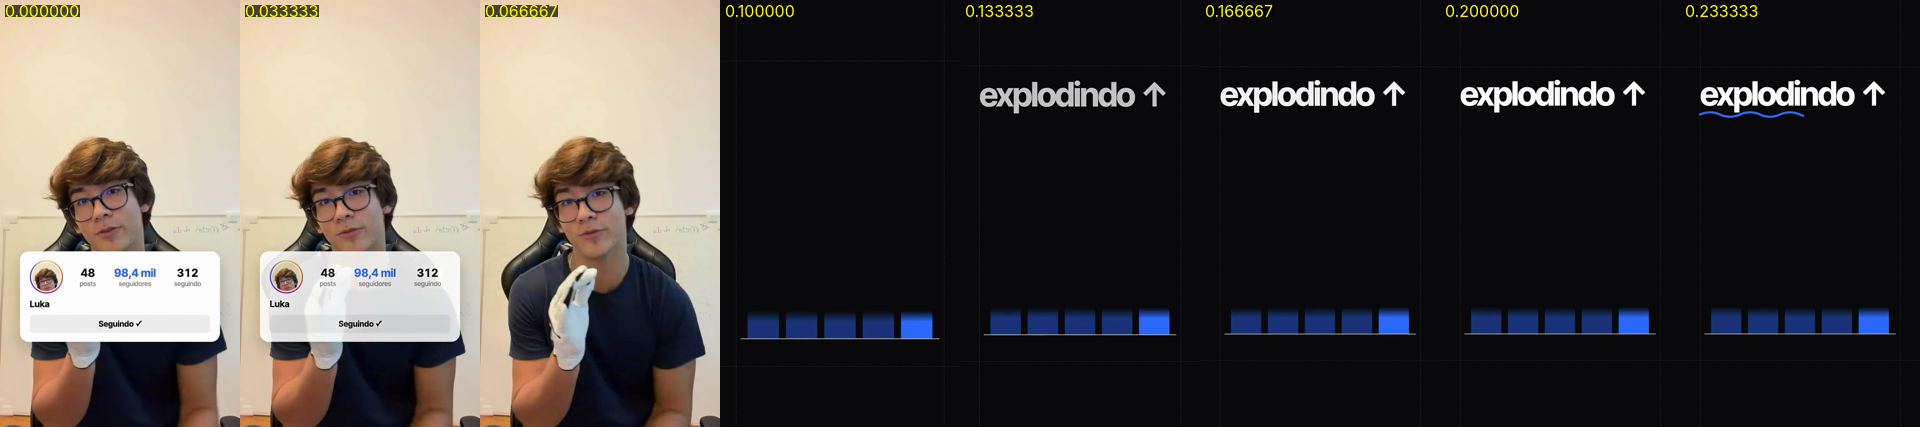 0.000000
48 98,4 mil 312
posts seguidores seguindo
Luka
Seguindo ✓
0.033333
48 98,4 mil 312
posts seguidores seguindo
Luka
Seguindo ✓
0.066667
0.100000
0.133333
explodindo ↑
0.166667
explodindo ↑
0.200000
explodindo ↑
0.233333
explodindo ↑